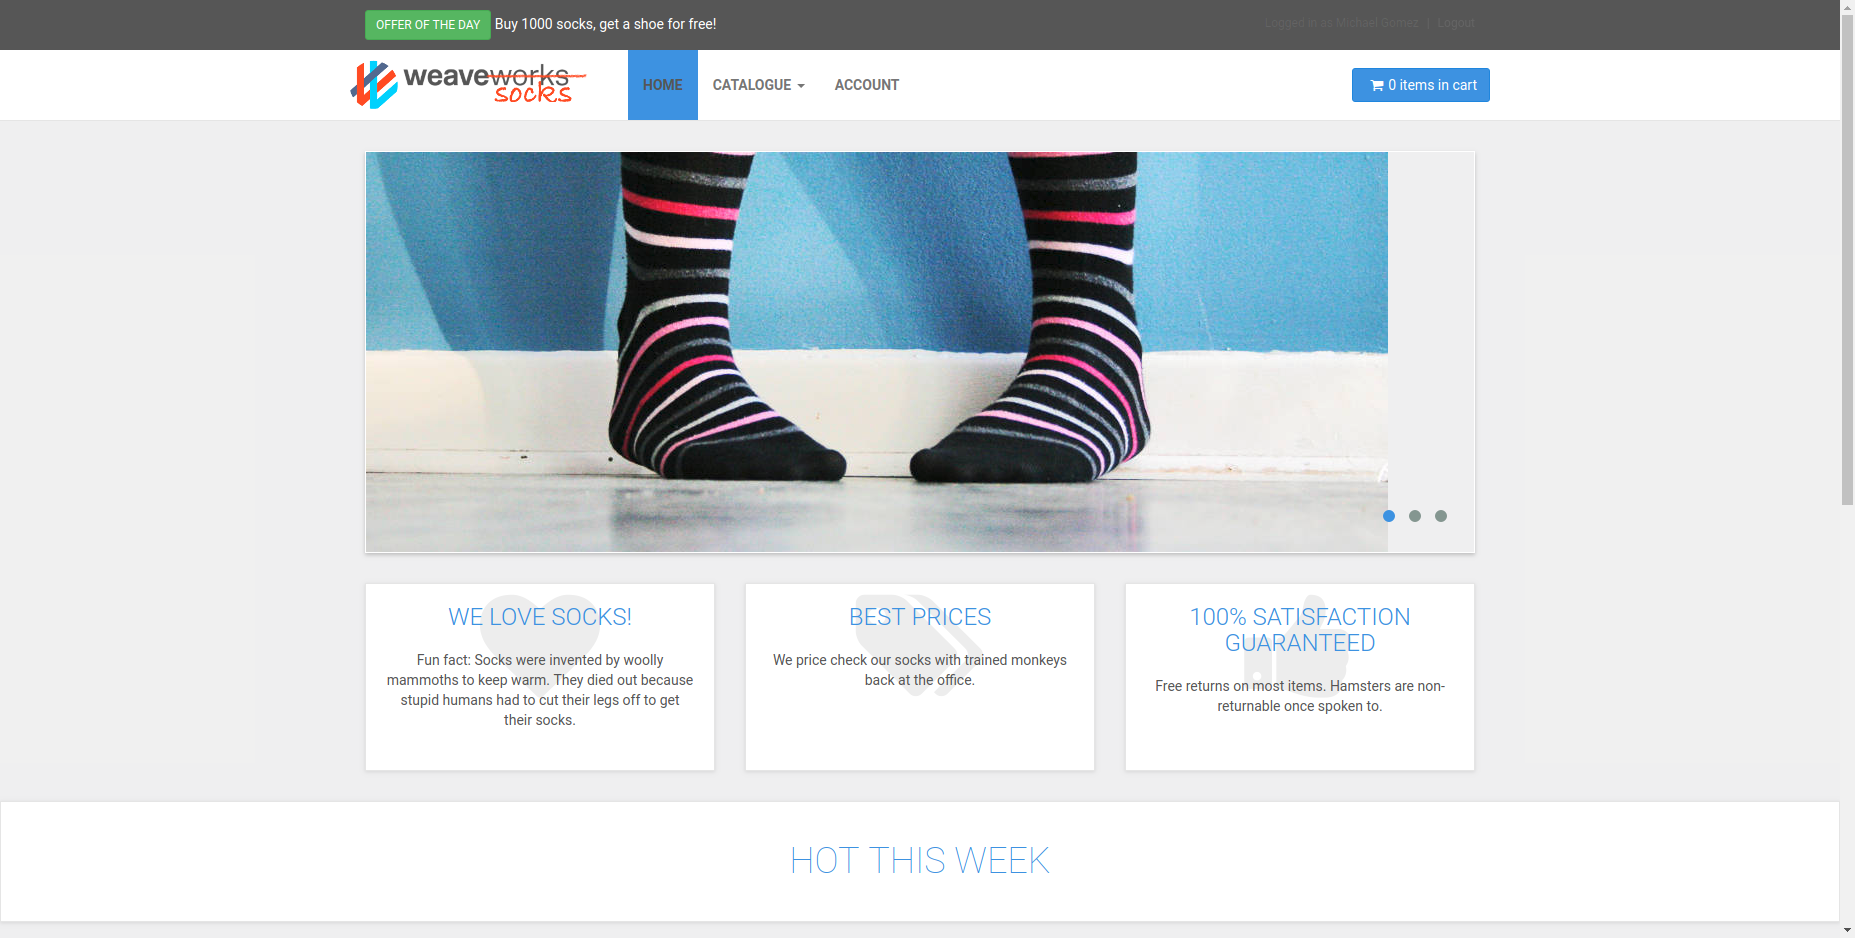 OFFER OF THE DAY Buy 1000 socks, get a shoe for free!
Logged in as Michael Gomez | Logout
weaveworks
socks
HOME CATALOGUE ACCOUNT
0 items in cart
WE LOVE SOCKS!
Fun fact: Socks were invented by woolly
mammoths to keep warm. They died out because
stupid humans had to cut their legs off to get
their socks.
BEST PRICES
We price check our socks with trained monkeys
back at the office.
100% SATISFACTION
GUARANTEED
Free returns on most items. Hamsters are non-
returnable once spoken to.
HOT THIS WEEK